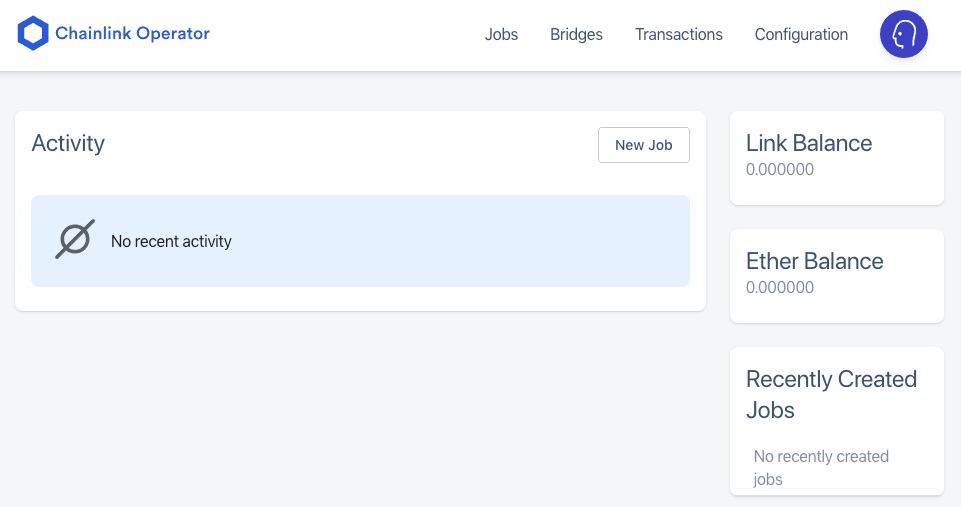 Chainlink Operator
Jobs
Bridges
Transactions
Configuration
Activity
New Job
No recent activity
Link Balance
0.000000
Ether Balance
0.000000
Recently Created
Jobs
No recently created
jobs